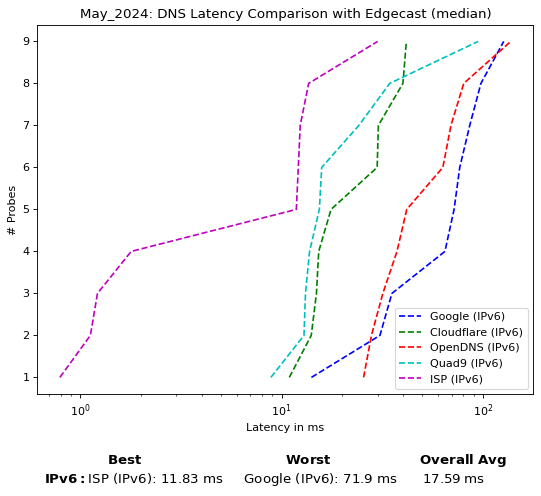 May_2024: DNS Latency Comparison with Edgecast (median)
9
8
7
6
5
4
3
2
1
# Probes
Google (IPv6)
Cloudflare (IPv6)
OpenDNS (IPv6)
Quad9 (IPv6)
ISP (IPv6)
10⁰ 10¹ 10²
Latency in ms
Best Worst Overall Avg
IPv6: ISP (IPv6): 11.83 ms Google (IPv6): 71.9 ms 17.59 ms